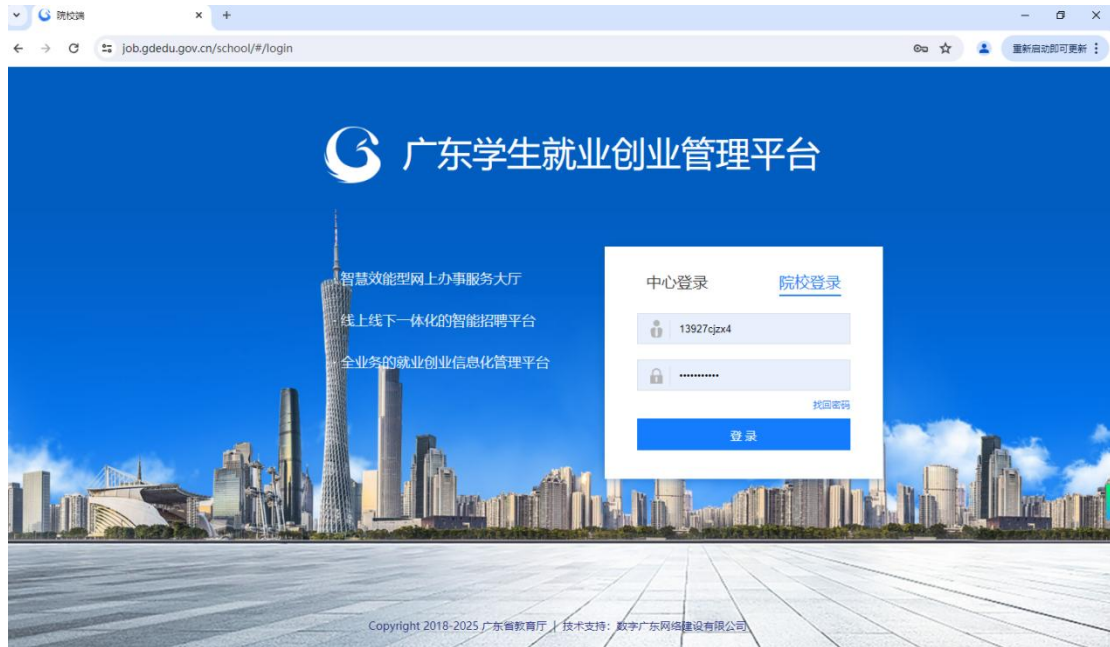 院校端
job.gdedu.gov.cn/school/#/login
重新启动即可更新
广东学生就业创业管理平台
· 智慧效能型网上办事服务大厅
· 线上线下一体化的智能招聘平台
· 全业务的就业创业信息化管理平台
中心登录 院校登录
13927cjzx4
•••••••••••
找回密码
登 录
Copyright 2018-2025 广东省教育厅 | 技术支持：数字广东网络建设有限公司